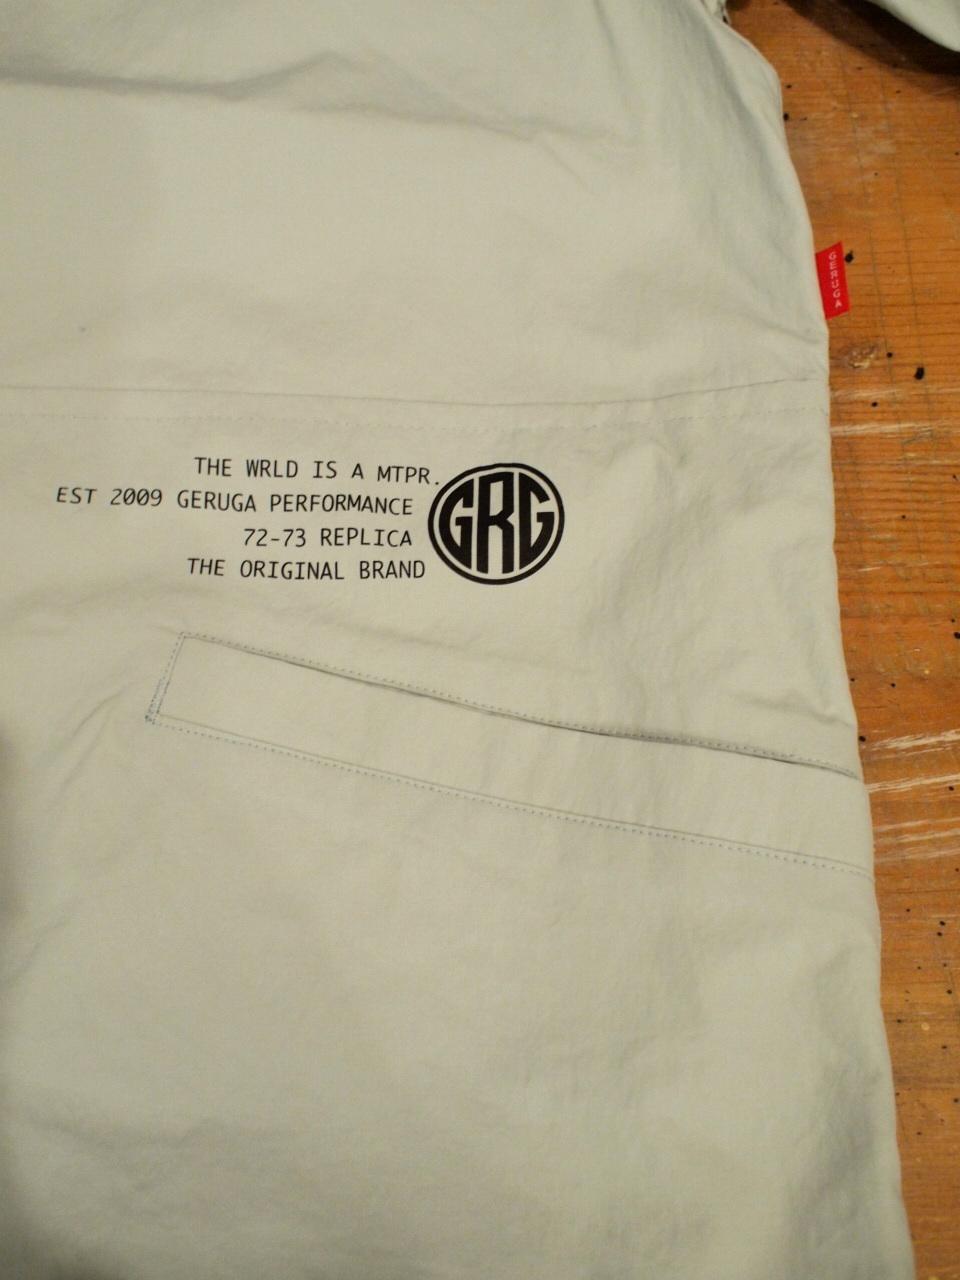 THE WRLD IS A MTPR.
EST 2009 GERUGA PERFORMANCE
72-73 REPLICA
THE ORIGINAL BRAND
GRG
GERUGA